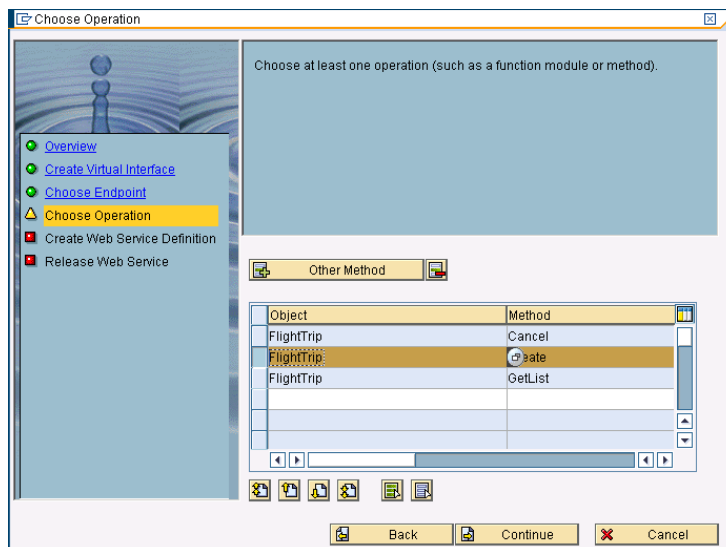 Choose Operation
Choose at least one operation (such as a function module or method).
Overview
Create Virtual Interface
Choose Endpoint
Choose Operation
Create Web Service Definition
Release Web Service
Other Method
Object Method
FlightTrip Cancel
FlightTrip eate
FlightTrip GetList
Back Continue Cancel